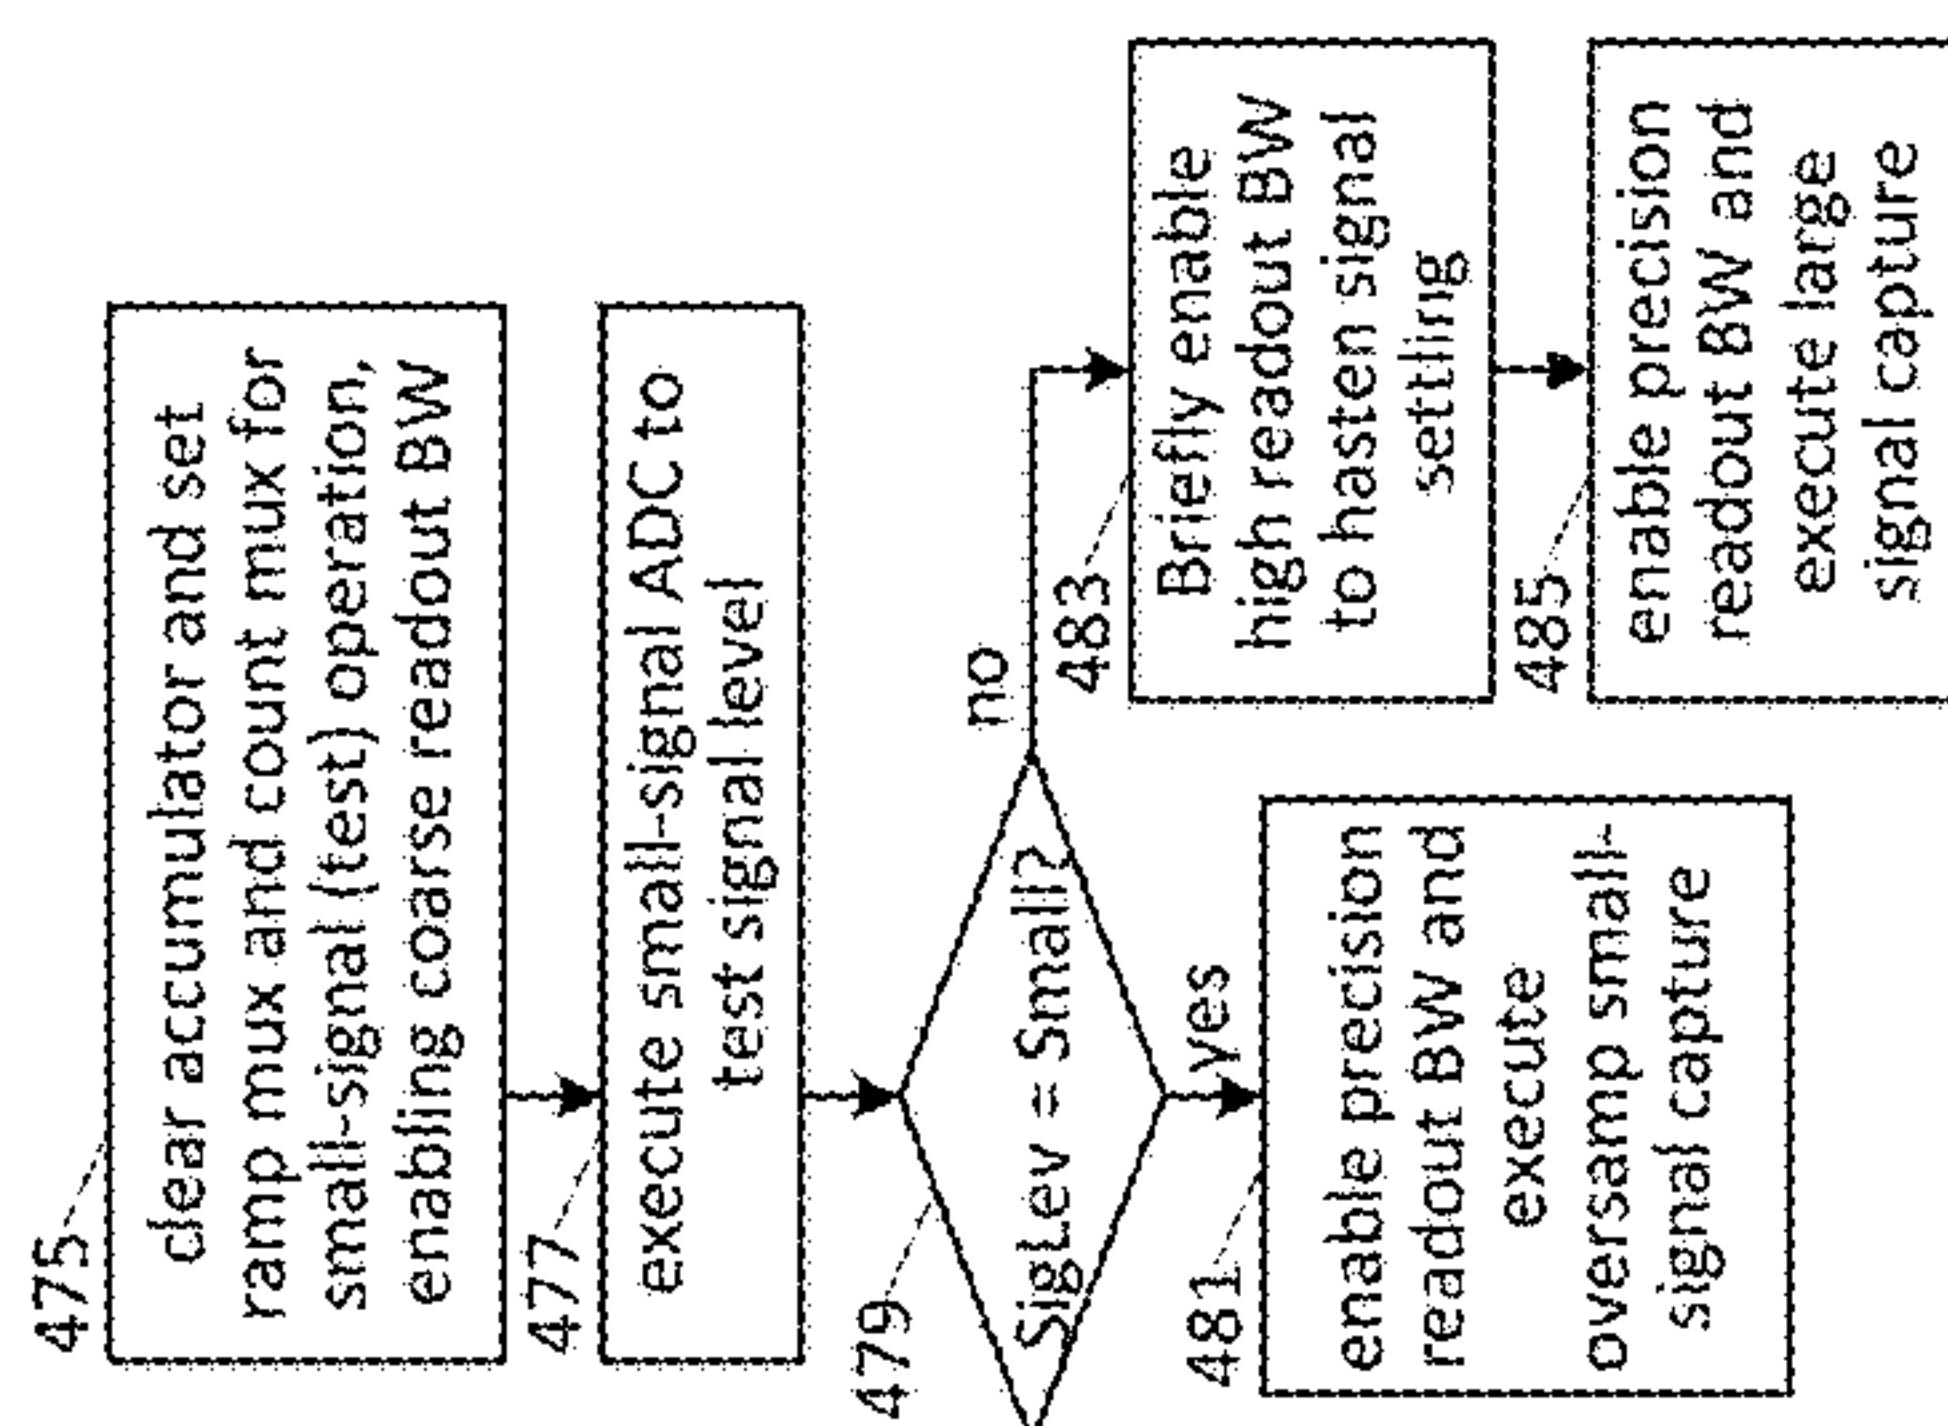 475
clear accumulator and set
ramp mux and count mux for
small-signal (test) operation,
enabling coarse readout BW
477
execute small-signal ADC to
test signal level
479
SigLev = Small?
no
yes
481
enable precision
readout BW and
execute
oversamp small-
signal capture
483
Briefly enable
high readout BW
to hasten signal
settling
485
enable precision
readout BW and
execute large
signal capture